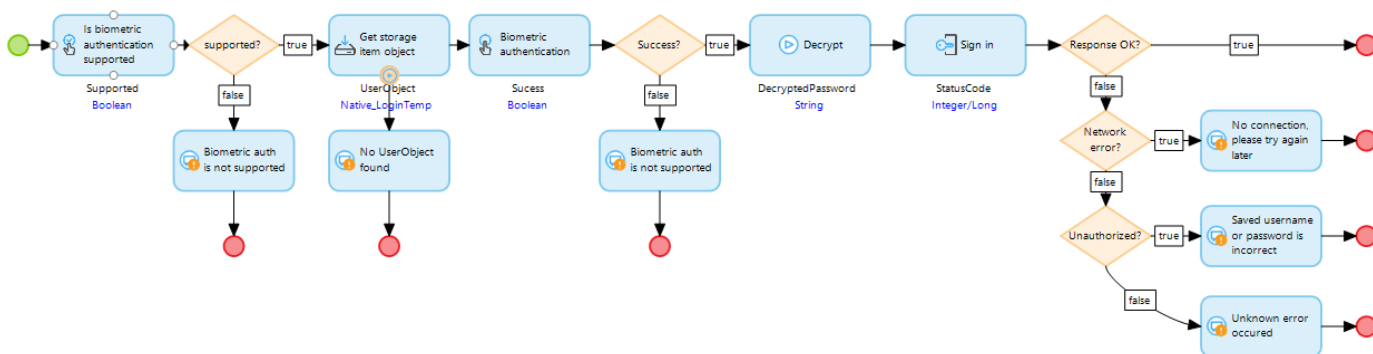 Is biometric
authentication
supported
Supported
Boolean
supported?
true
false
Biometric auth
is not supported
Get storage
item object
UserObject
Native_LoginTemp
No UserObject
found
Biometric
authentication
Sucess
Boolean
Success?
true
false
Biometric auth
is not supported
Decrypt
DecryptedPassword
String
Sign in
StatusCode
Integer/Long
Response OK?
true
false
Network
error?
true
No connection,
please try again
later
false
Unauthorized?
true
Saved username
or password is
incorrect
false
Unknown error
occured